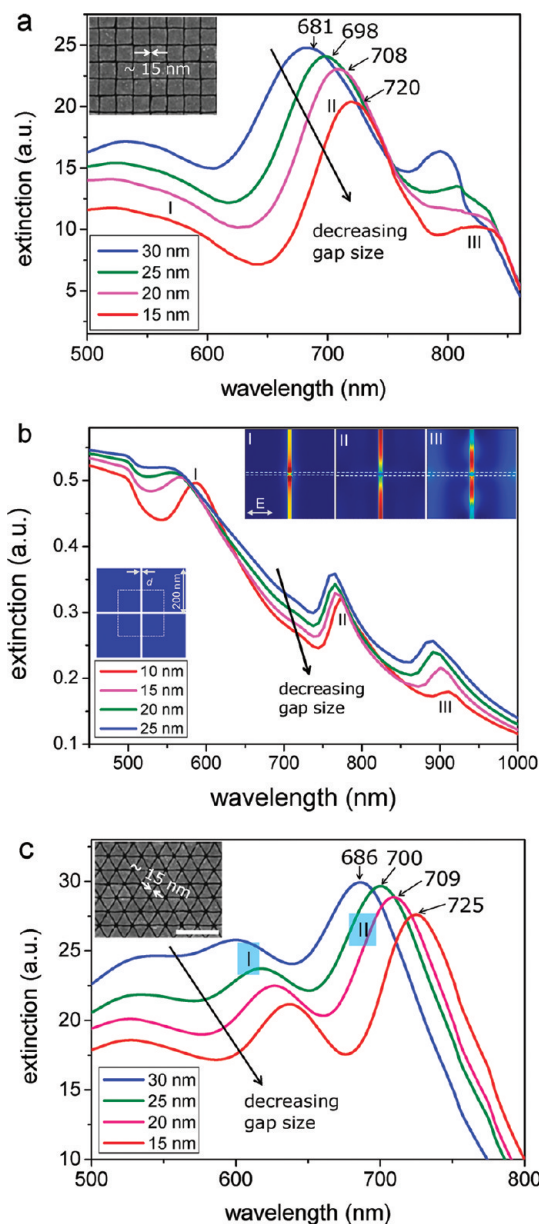 a
25
20
15
10
5
extinction (a.u.)
~ 15 nm
681
698
708
720
I
II
III
decreasing
gap size
30 nm
25 nm
20 nm
15 nm
500
600
700
800
wavelength (nm)
b
0.5
0.4
0.3
0.2
0.1
extinction (a.u.)
I
II
III
E
I
II
III
d
200 nm
decreasing
gap size
10 nm
15 nm
20 nm
25 nm
500
600
700
800
900
1000
wavelength (nm)
c
30
25
20
15
10
extinction (a.u.)
~ 15 nm
686
700
709
725
I
II
decreasing
gap size
30 nm
25 nm
20 nm
15 nm
500
600
700
800
wavelength (nm)